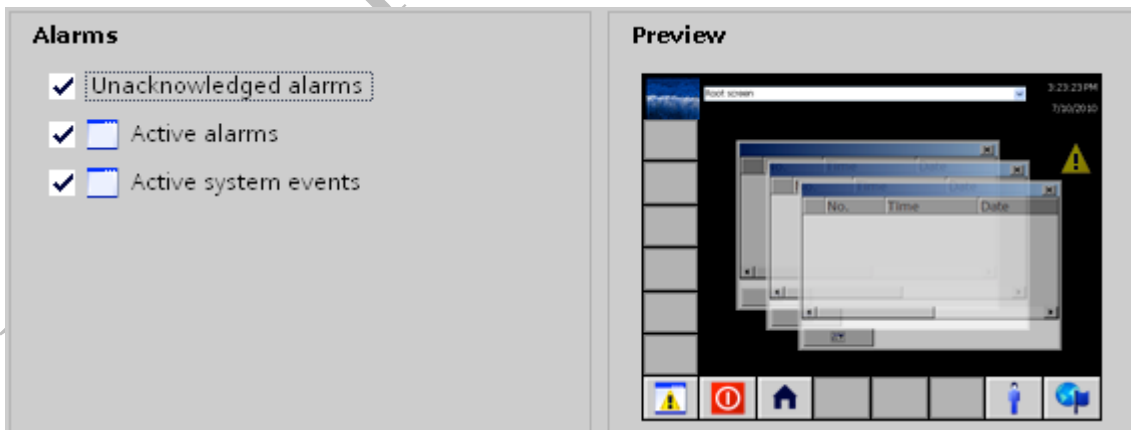 Alarms
Unacknowledged alarms
Active alarms
Active system events
Preview
Root screen
3:23:23 PM
7/10/2010
No. Time Date